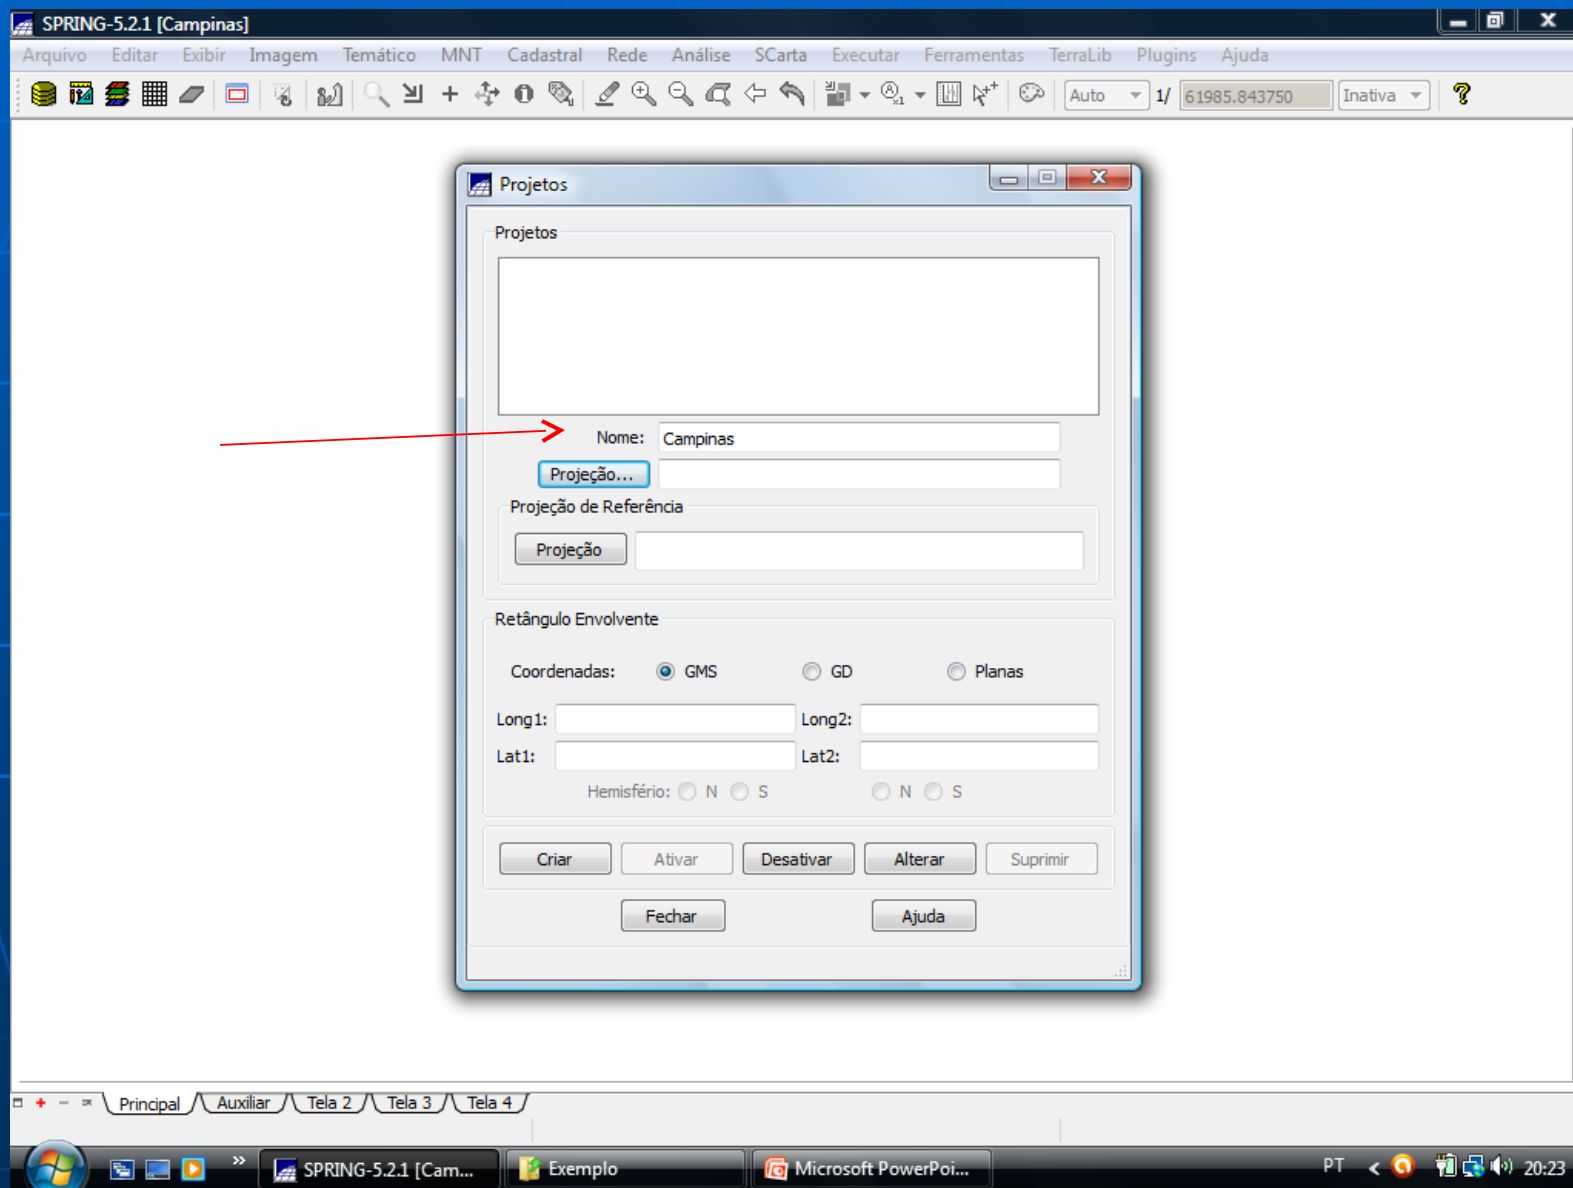 SPRING-5.2.1 [Campinas]
Arquivo Editar Exibir Imagem Temático MNT Cadastral Rede Análise SCarta Executar Ferramentas TerraLib Plugins Ajuda
Auto 1/ 61985.843750 Inativa
Projetos
Projetos
Nome: Campinas
Projeção...
Projeção de Referência
Projeção
Retângulo Envolvente
Coordenadas: GMS GD Planas
Long1: Long2:
Lat1: Lat2:
Hemisfério: N S N S
Criar Ativar Desativar Alterar Suprimir
Fechar Ajuda
Principal Auxiliar Tela 2 Tela 3 Tela 4
SPRING-5.2.1 [Cam... Exemplo Microsoft PowerPoi... PT 20:23